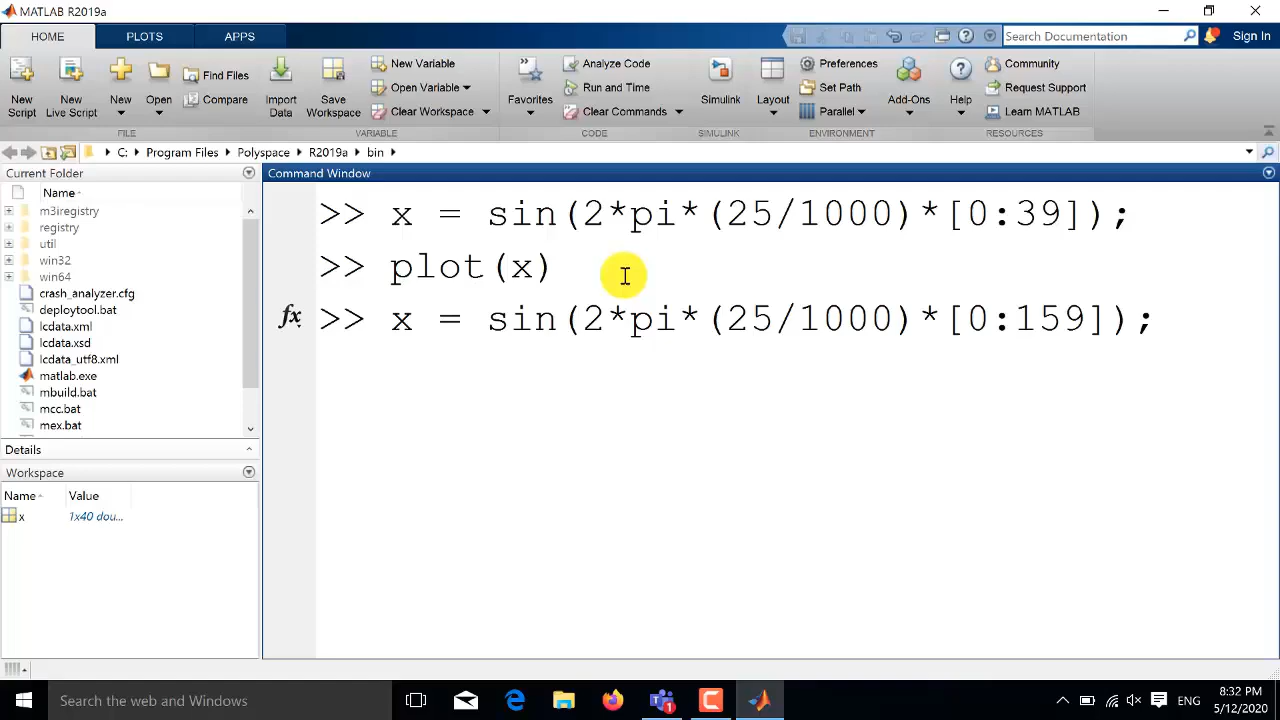 MATLAB R2019a
HOME PLOTS APPS Search Documentation Sign In
New Script New Live Script New Open Find Files Compare Import Data Save Workspace New Variable Open Variable Clear Workspace Favorites Analyze Code Run and Time Clear Commands Simulink Layout Preferences Set Path Parallel Add-Ons Help Community Request Support Learn MATLAB
FILE VARIABLE CODE SIMULINK ENVIRONMENT RESOURCES
C: Program Files Polyspace R2019a bin
Current Folder
Name
m3iregistry
registry
util
win32
win64
crash_analyzer.cfg
deploytool.bat
lcdata.xml
lcdata.xsd
lcdata_utf8.xml
matlab.exe
mbuild.bat
mcc.bat
mex.bat
Details
Workspace
Name Value
x 1x40 dou...
Command Window
>> x = sin(2*pi*(25/1000)*[0:39]);
>> plot(x)
fx >> x = sin(2*pi*(25/1000)*[0:159]);
Search the web and Windows
1
ENG
8:32 PM
5/12/2020